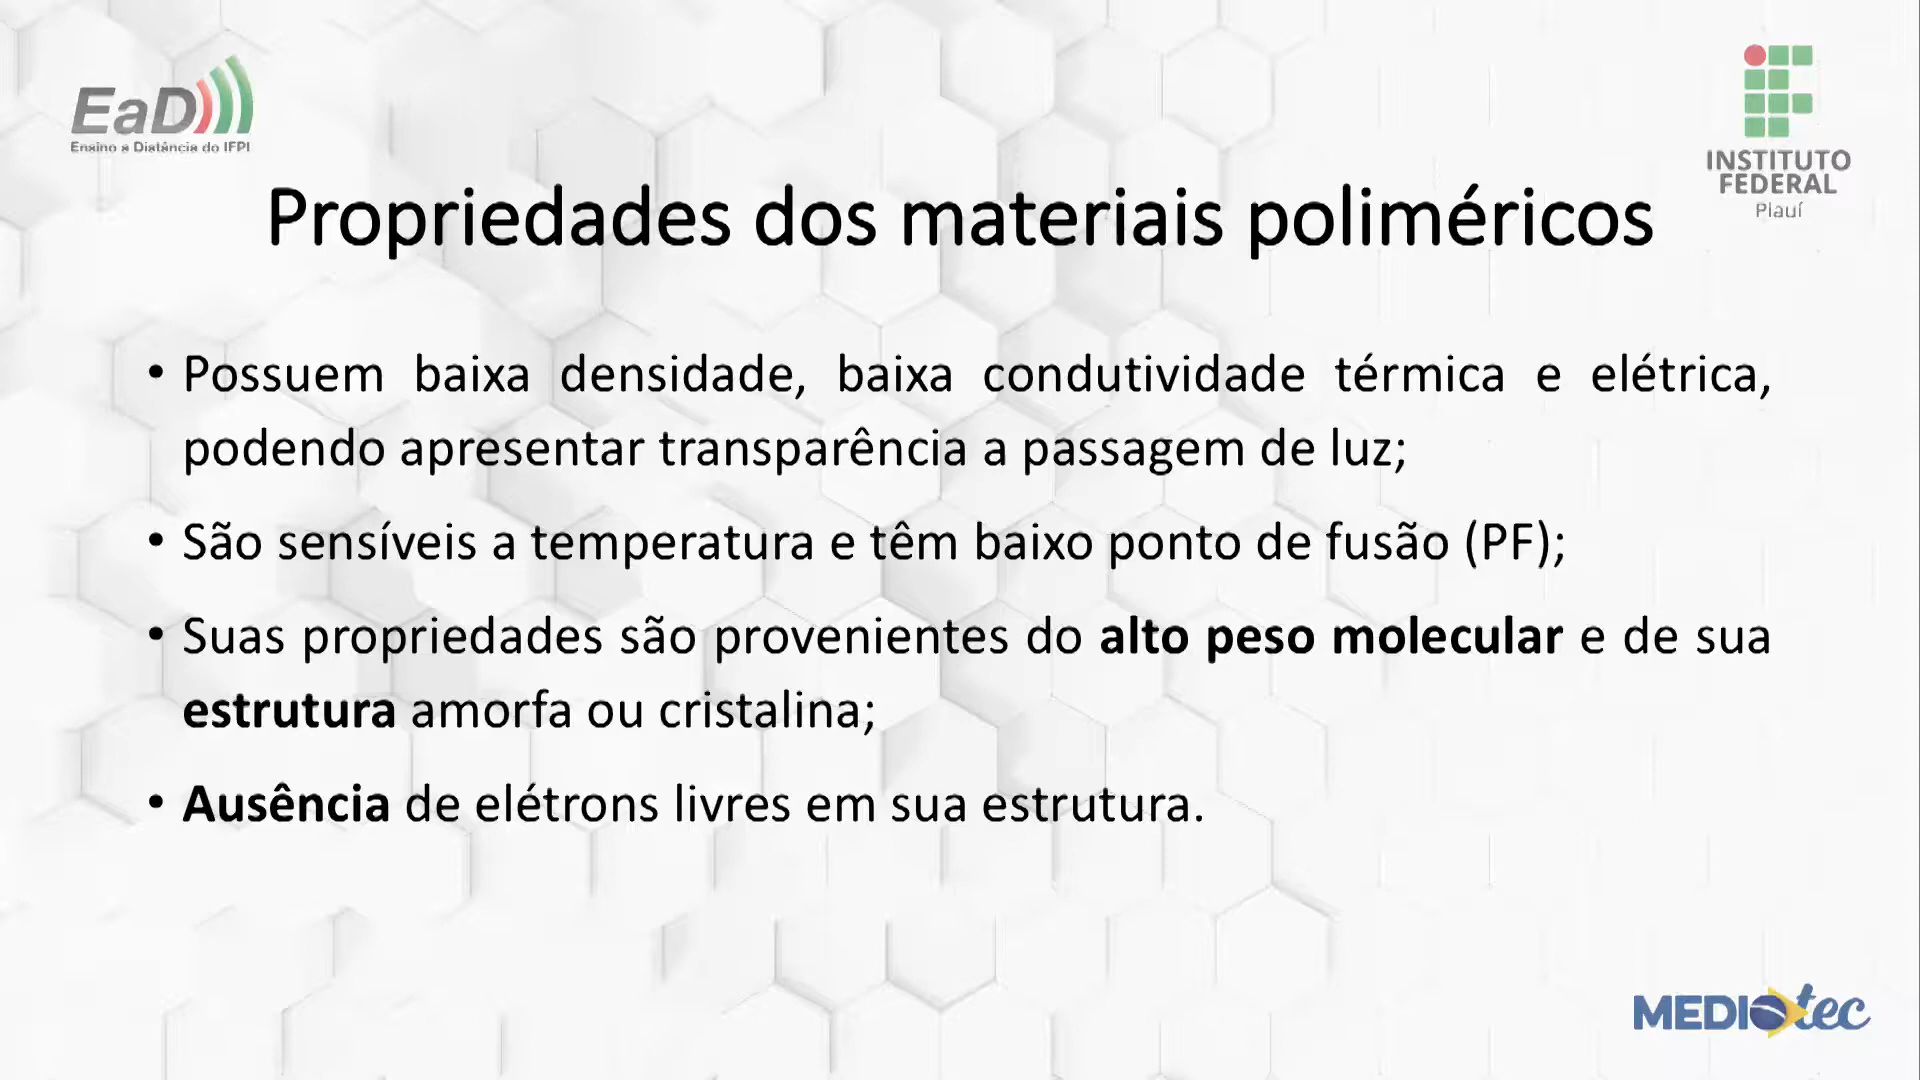 EaD
Ensino a Distância do IFPI
INSTITUTO
FEDERAL
Piauí
Propriedades dos materiais poliméricos
• Possuem baixa densidade, baixa condutividade térmica e elétrica,
podendo apresentar transparência a passagem de luz;
• São sensíveis a temperatura e têm baixo ponto de fusão (PF);
• Suas propriedades são provenientes do alto peso molecular e de sua
estrutura amorfa ou cristalina;
• Ausência de elétrons livres em sua estrutura.
MEDIOtec